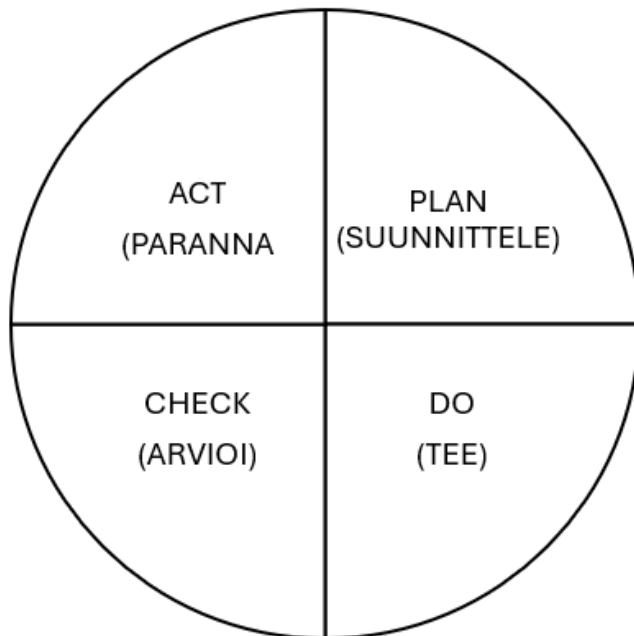 ACT
(PARANNA
PLAN
(SUUNNITTELE)
CHECK
(ARVIOI)
DO
(TEE)